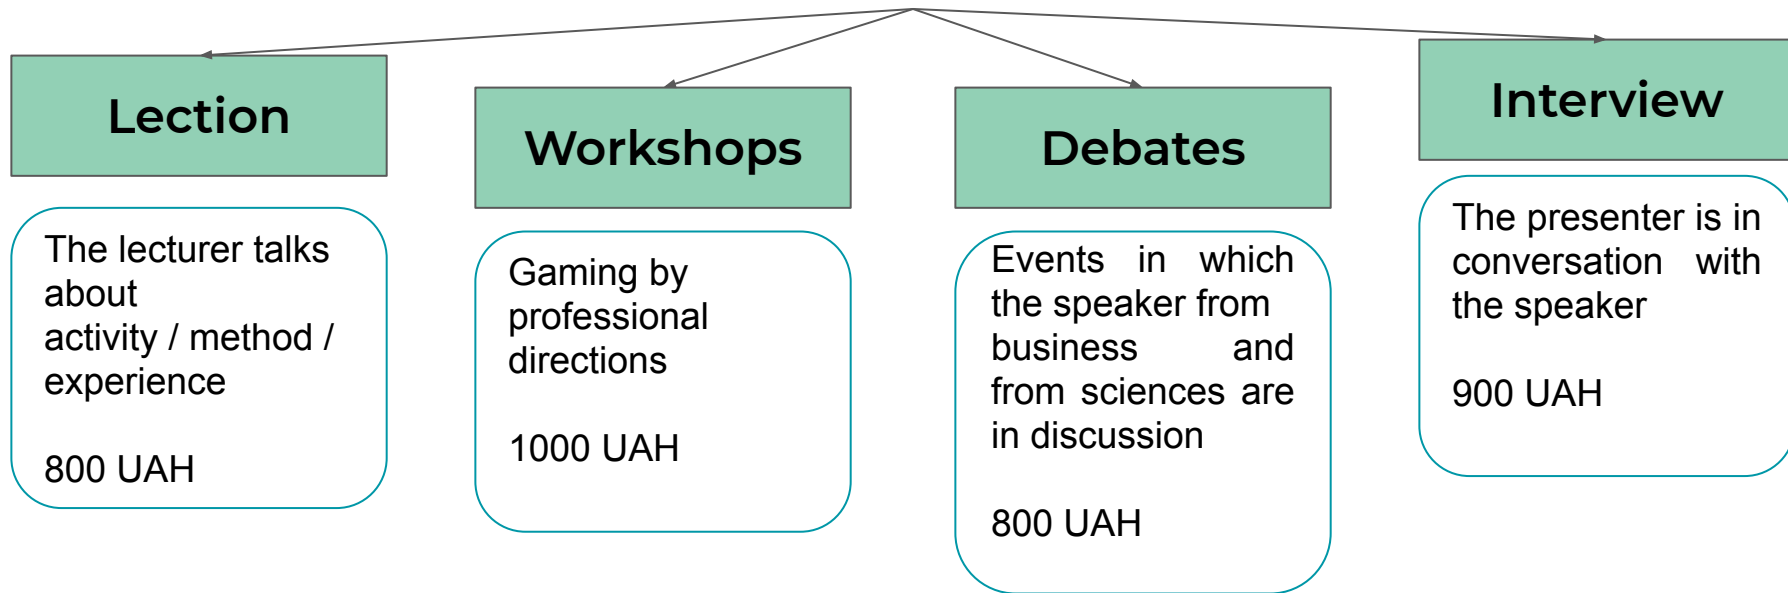 Lection
The lecturer talks
about
activity / method /
experience
800 UAH
Workshops
Gaming by
professional
directions
1000 UAH
Debates
Events in which
the speaker from
business and
from sciences are
in discussion
800 UAH
Interview
The presenter is in
conversation with
the speaker
900 UAH